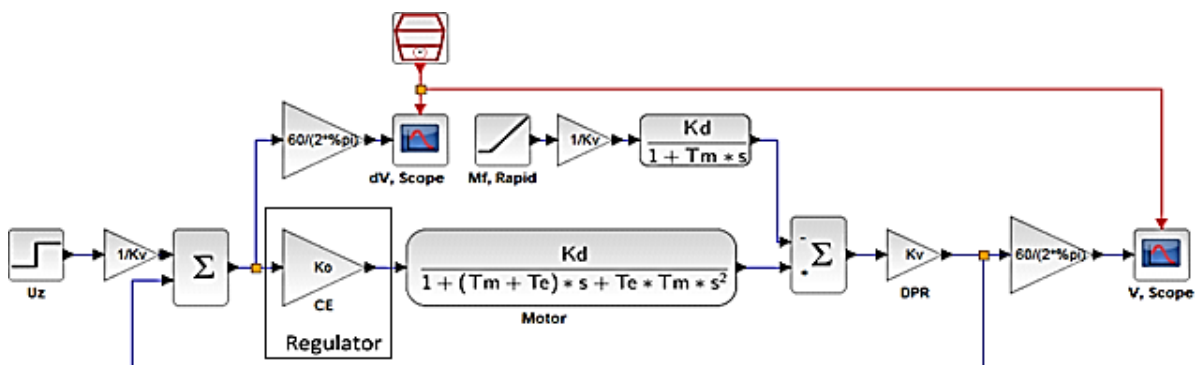 60/(2*%pi)
dV, Scope
Mf, Rapid
1/Kv
Kd
1 + Tm * s
Uz
1/Kv
Σ
Ko
CE
Regulator
Kd
1 + (Tm + Te) * s + Te * Tm * s²
Motor
-
+
Σ
Kv
DPR
60/(2*%pi)
V, Scope